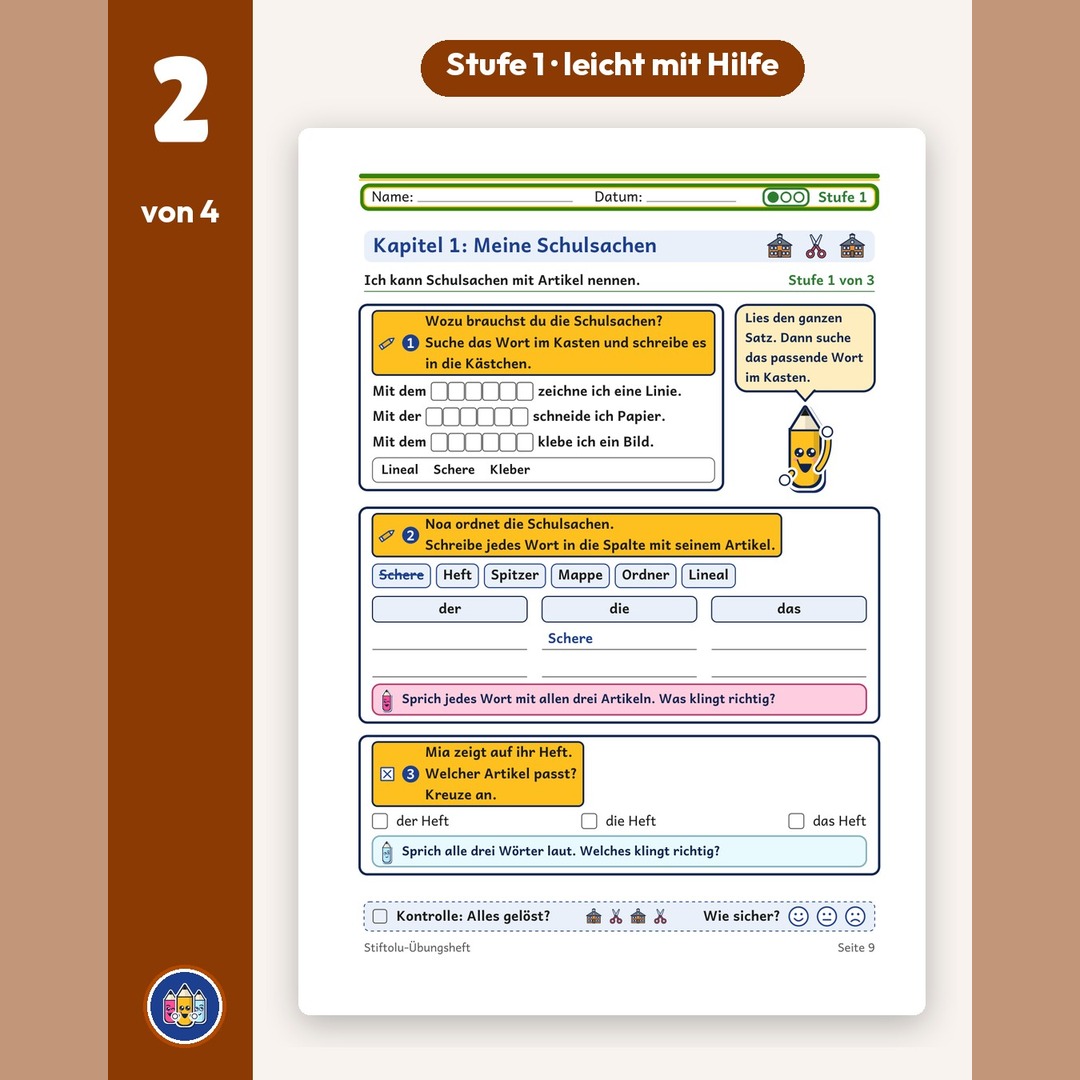 2
von 4
Stufe 1 · leicht mit Hilfe
Name: Datum: Stufe 1
Kapitel 1: Meine Schulsachen
Ich kann Schulsachen mit Artikel nennen. Stufe 1 von 3
1 Wozu brauchst du die Schulsachen?
Suche das Wort im Kasten und schreibe es
in die Kästchen.
Mit dem zeichne ich eine Linie.
Mit der schneide ich Papier.
Mit dem klebe ich ein Bild.
Lineal Schere Kleber
Lies den ganzen
Satz. Dann suche
das passende Wort
im Kasten.
2 Noa ordnet die Schulsachen.
Schreibe jedes Wort in die Spalte mit seinem Artikel.
Schere Heft Spitzer Mappe Ordner Lineal
der die das
Schere
Sprich jedes Wort mit allen drei Artikeln. Was klingt richtig?
3 Mia zeigt auf ihr Heft.
Welcher Artikel passt?
Kreuze an.
der Heft die Heft das Heft
Sprich alle drei Wörter laut. Welches klingt richtig?
Kontrolle: Alles gelöst? Wie sicher?
Stiftolu-Übungsheft Seite 9